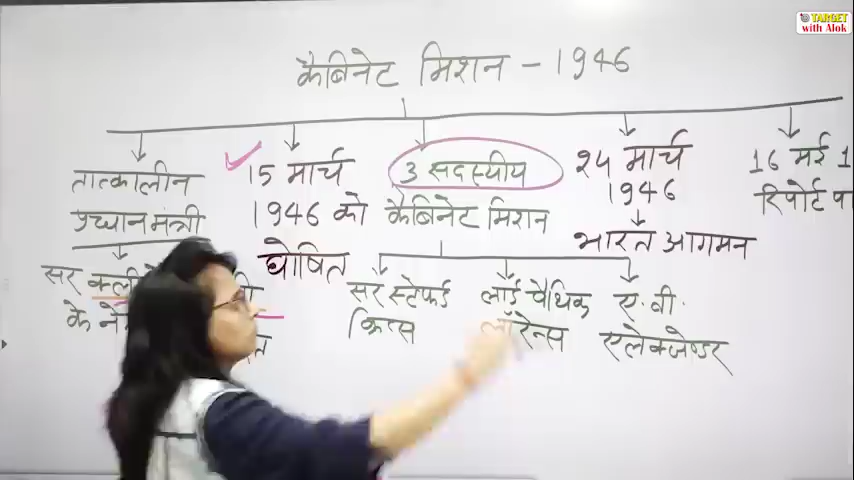 TARGET
with Alok
कैबिनेट मिशन - 1946
तात्कालीन
प्रधानमंत्री
सर क्ली
के ने
15 मार्च
1946 को
घोषित
3 सदस्यीय
कैबिनेट मिशन
सर स्टेफर्ड
क्रिप्स
लार्ड पैथिक
लॉरेन्स
ए. वी.
एलेक्जेण्डर
24 मार्च
1946
भारत आगमन
16 मई 1
रिपोर्ट